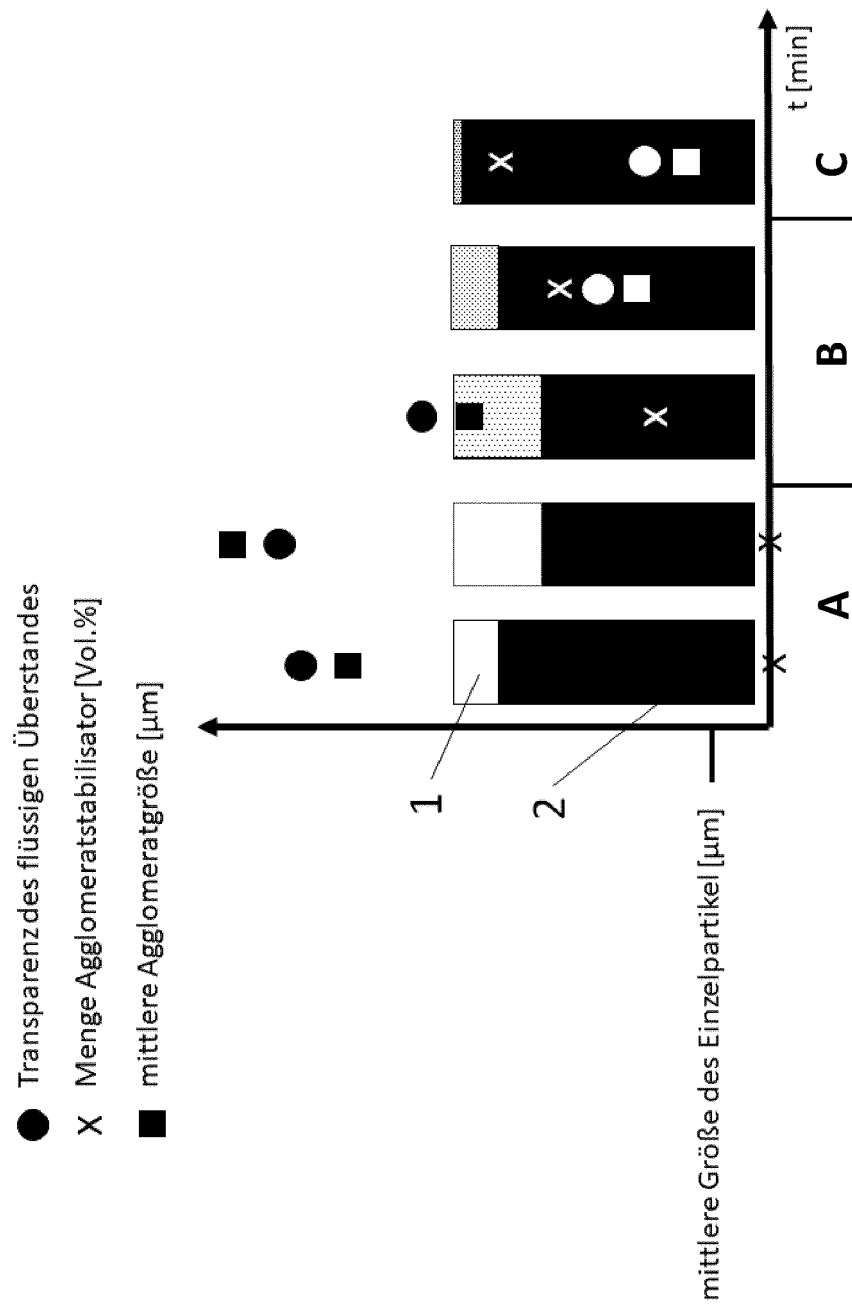 Transparenz des flüssigen Überstandes
X Menge Agglomeratstabilisator [Vol.%]
mittlere Agglomeratgröße [µm]
1
2
mittlere Größe des Einzelpartikel [µm]
X
X
X
X
X
t [min]
A
B
C